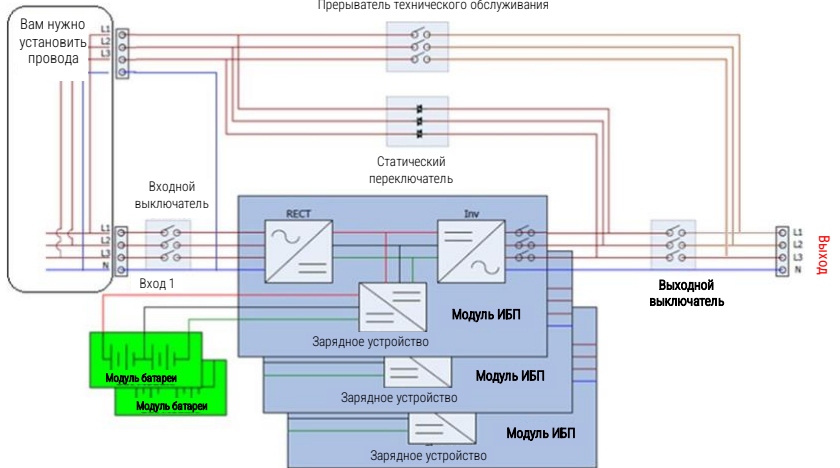 Прерыватель технического обслуживания
Вам нужно
установить
провода
L1
L2
L3
Статический
переключатель
Входной
выключатель
RECT
Inv
L1
L2
L3
N
L1
L2
L3
N
Выход
Вход 1
Выходной
выключатель
Модуль ИБП
Зарядное устройство
Модуль батареи
Модуль ИБП
Модуль батареи
Зарядное устройство
Модуль ИБП
Зарядное устройство